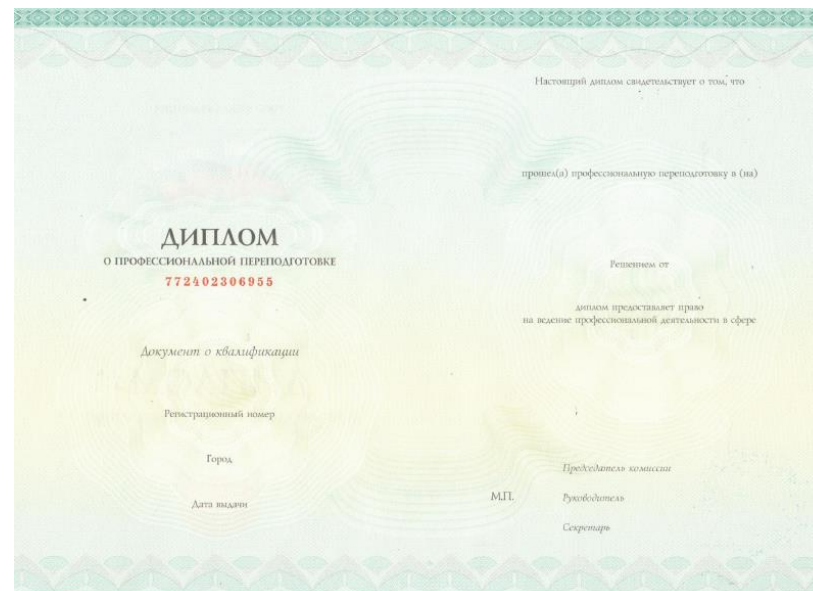 ДИПЛОМ
О ПРОФЕССИОНАЛЬНОЙ ПЕРЕПОДГОТОВКЕ
772402306955
Документ о квалификации
Регистрационный номер
Город
Дата выдачи
Настоящий диплом свидетельствует о том, что
прошел(а) профессиональную переподготовку в (на)
Решением от
диплом предоставляет право
на ведение профессиональной деятельности в сфере
Председатель комиссии
М.П.
Руководитель
Секретарь